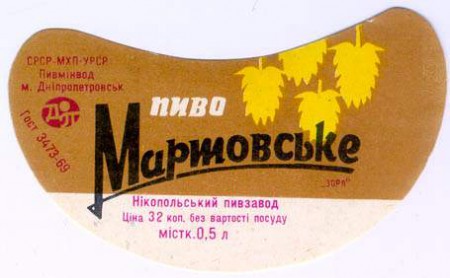 СРСР-МХП-УРСР
Пивмінвод
м. Дніпропетровськ
ДП
Гост 3473-69
пиво
Мартовське
„ЗОРЯ"
Нікопольський пивзавод
Ціна 32 коп. без вартості посуду
містк. 0,5 л